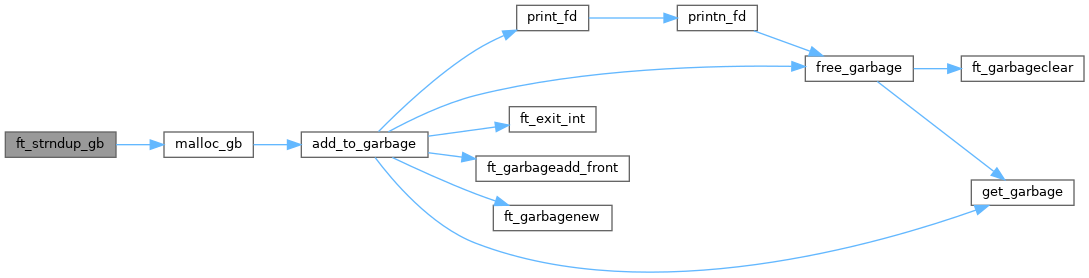 print_fd
printn_fd
free_garbage
ft_garbageclear
ft_exit_int
ft_strndup_gb
malloc_gb
add_to_garbage
ft_garbageadd_front
get_garbage
ft_garbagenew